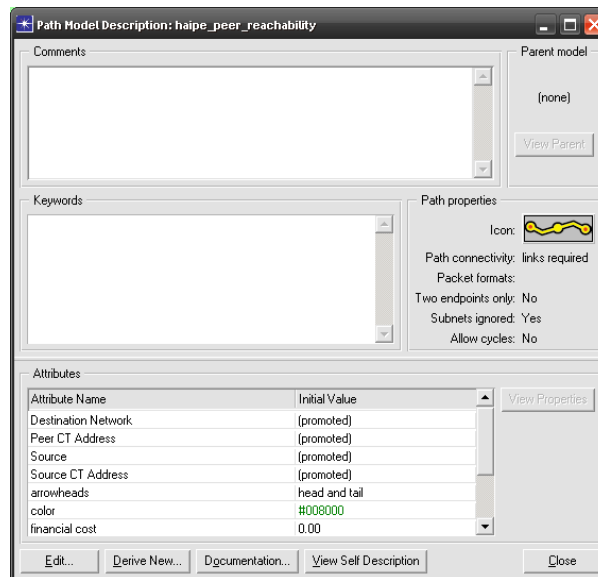 Path Model Description: haipe_peer_reachability
Comments
Parent model
(none)
View Parent
Keywords
Path properties
Icon:
Path connectivity: links required
Packet formats:
Two endpoints only: No
Subnets ignored: Yes
Allow cycles: No
Attributes
Attribute Name Initial Value
Destination Network (promoted)
Peer CT Address (promoted)
Source (promoted)
Source CT Address (promoted)
arrowheads head and tail
color #008000
financial cost 0.00
View Properties
Edit... Derive New... Documentation... View Self Description Close